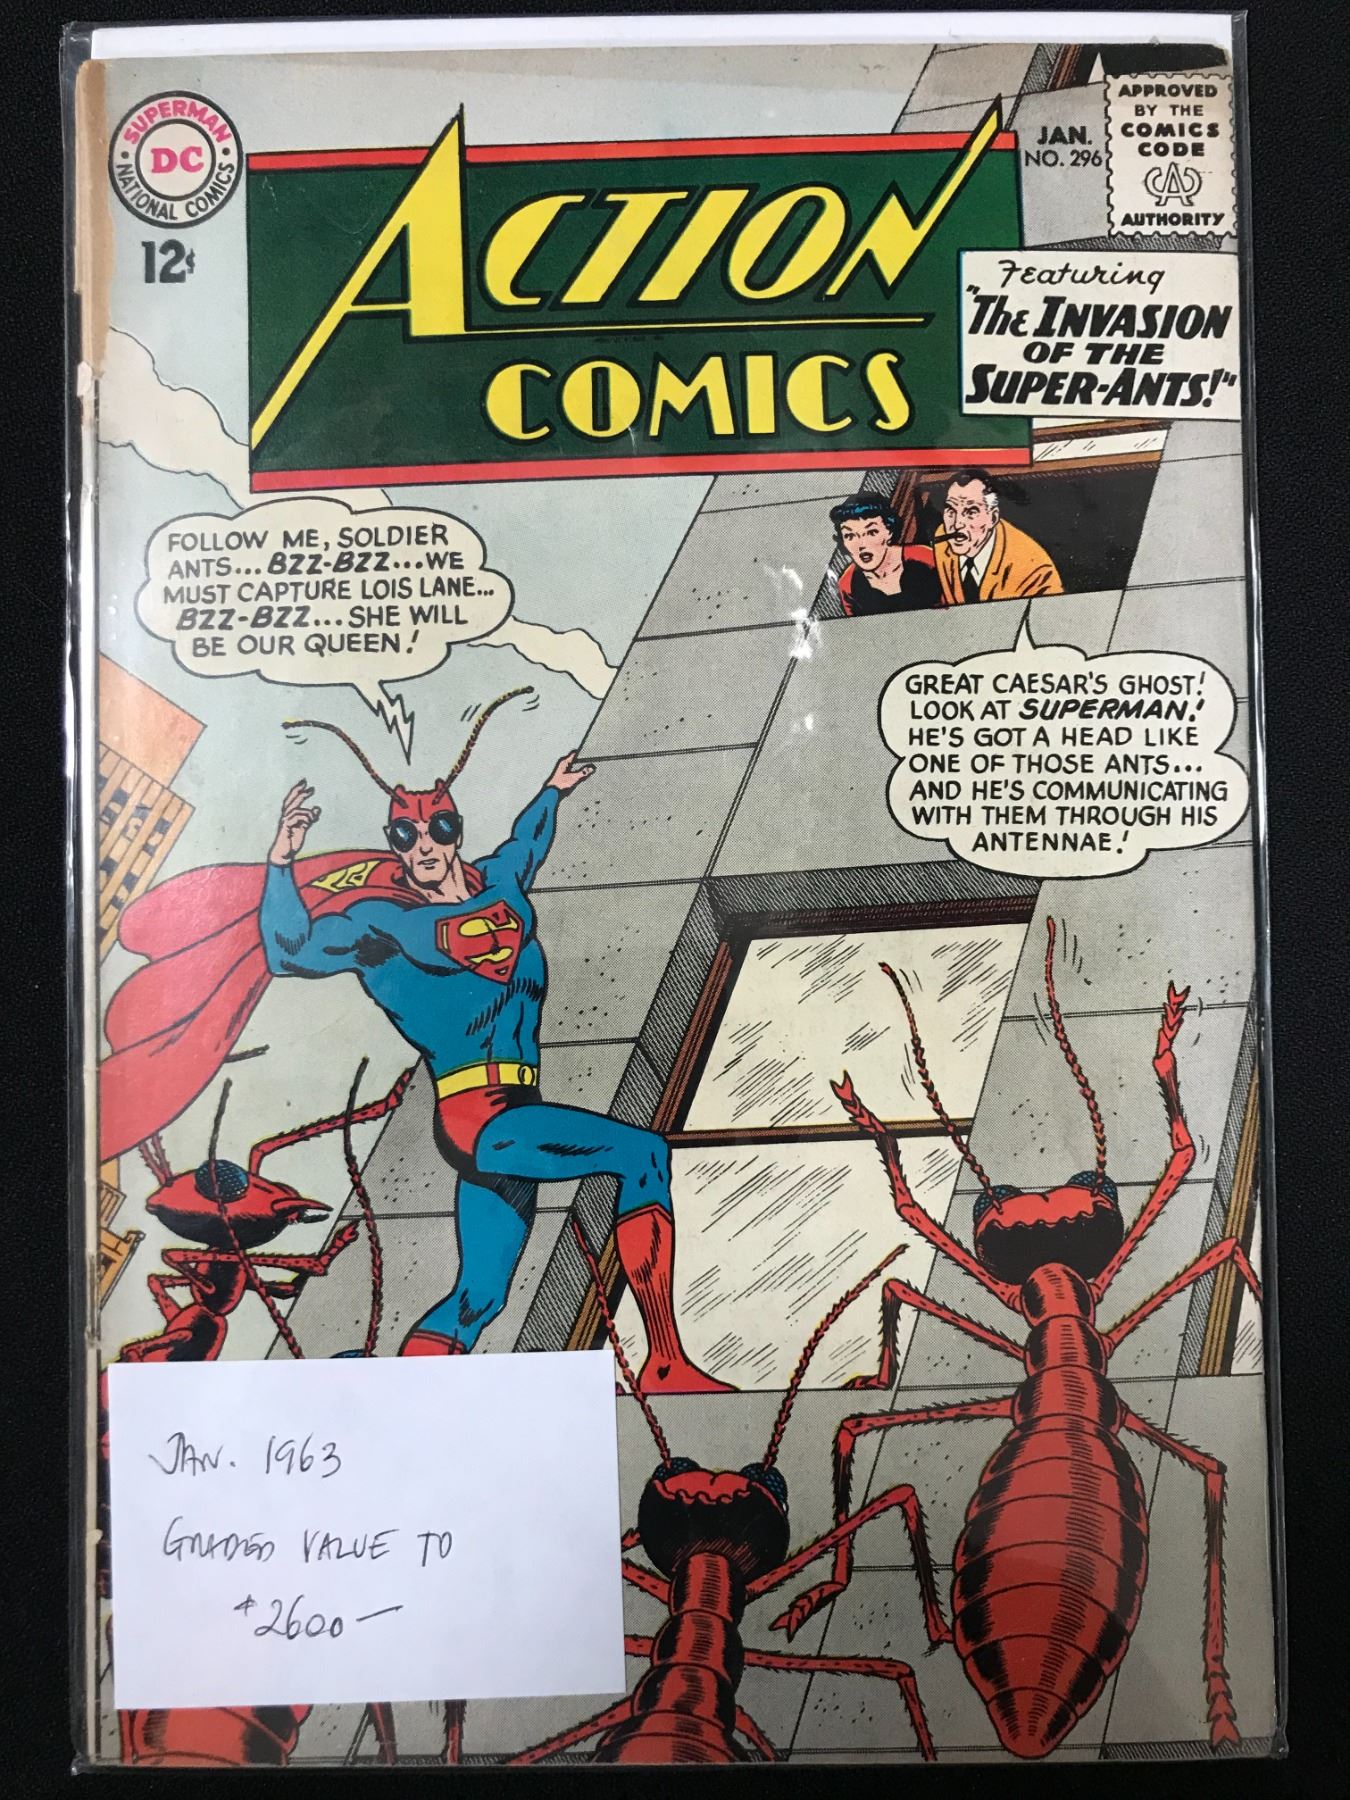 SUPERMAN
DC
NATIONAL COMICS
12¢
ACTION
COMICS
JAN.
NO. 296
APPROVED
BY THE
COMICS
CODE
CA
AUTHORITY
Featuring
"THE INVASION
OF THE
SUPER-ANTS!"
FOLLOW ME, SOLDIER
ANTS... BZZ-BZZ...WE
MUST CAPTURE LOIS LANE...
BZZ-BZZ...SHE WILL
BE OUR QUEEN!
GREAT CAESAR'S GHOST!
LOOK AT SUPERMAN!
HE'S GOT A HEAD LIKE
ONE OF THOSE ANTS...
AND HE'S COMMUNICATING
WITH THEM THROUGH HIS
ANTENNAE!
S
JAN. 1963
GRADED VALUE TO
$2600—